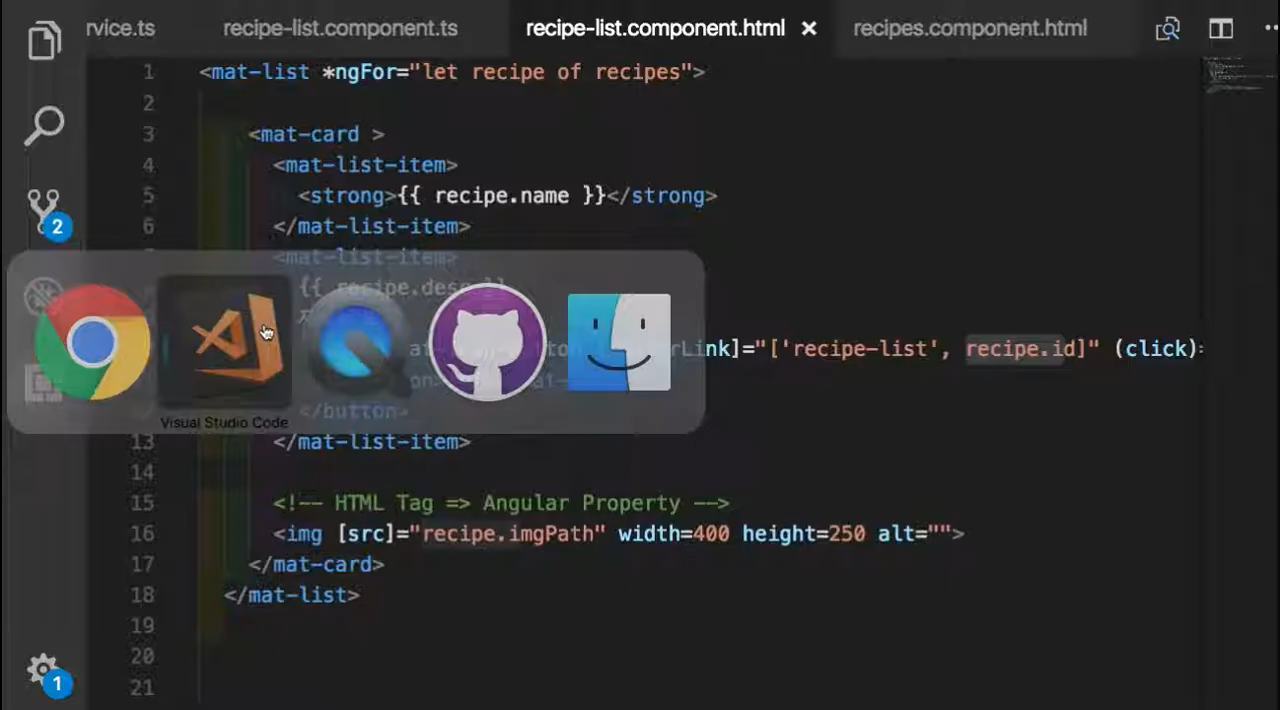 rvice.ts recipe-list.component.ts recipe-list.component.html recipes.component.html
1 <mat-list *ngFor="let recipe of recipes">
2
3 <mat-card >
4 <mat-list-item>
5 <strong>{{ recipe.name }}</strong>
6 </mat-list-item>
2
<mat-list-item>
{{ recipe.desc }}
Link]="['recipe-list', recipe.id]" (click)=
</button>
Visual Studio Code
13 </mat-list-item>
14
15 <!-- HTML Tag => Angular Property -->
16 <img [src]="recipe.imgPath" width=400 height=250 alt="">
17 </mat-card>
18 </mat-list>
19
20
21
1